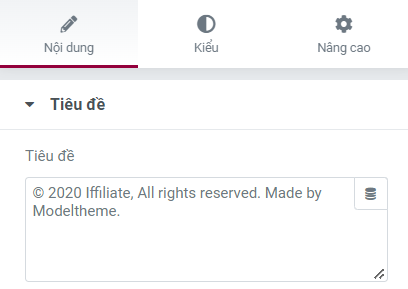 Nội dung
Kiểu
Nâng cao
Tiêu đề
Tiêu đề
© 2020 Iffiliate, All rights reserved. Made by
Modeltheme.